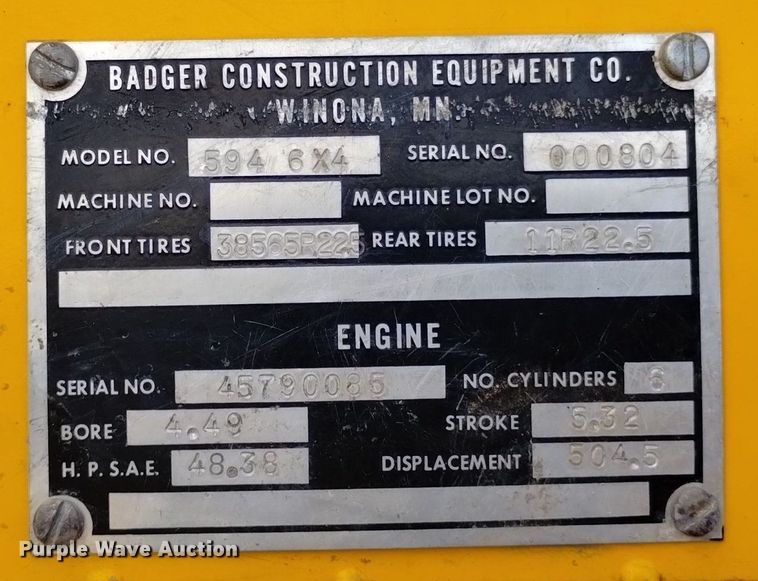 BADGER CONSTRUCTION EQUIPMENT CO.
WINONA, MN.
MODEL NO. 594 6X4 SERIAL NO. 000804
MACHINE NO. MACHINE LOT NO.
FRONT TIRES 38565R225 REAR TIRES 11R22.5
ENGINE
SERIAL NO. 45790085 NO. CYLINDERS 6
BORE 4.49 STROKE 5.32
H.P.S.A.E. 48.38 DISPLACEMENT 504.5
Purple Wave Auction